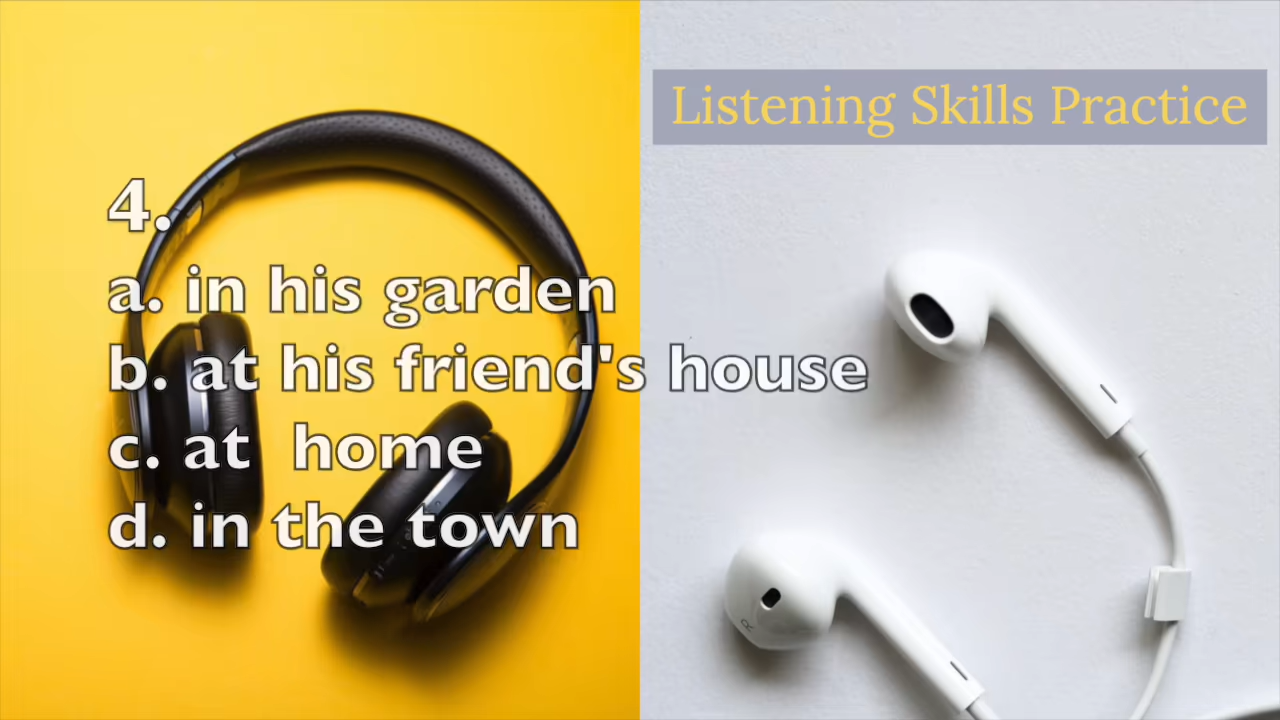 Listening Skills Practice
4.
a. in his garden
b. at his friend's house
c. at  home
d. in the town